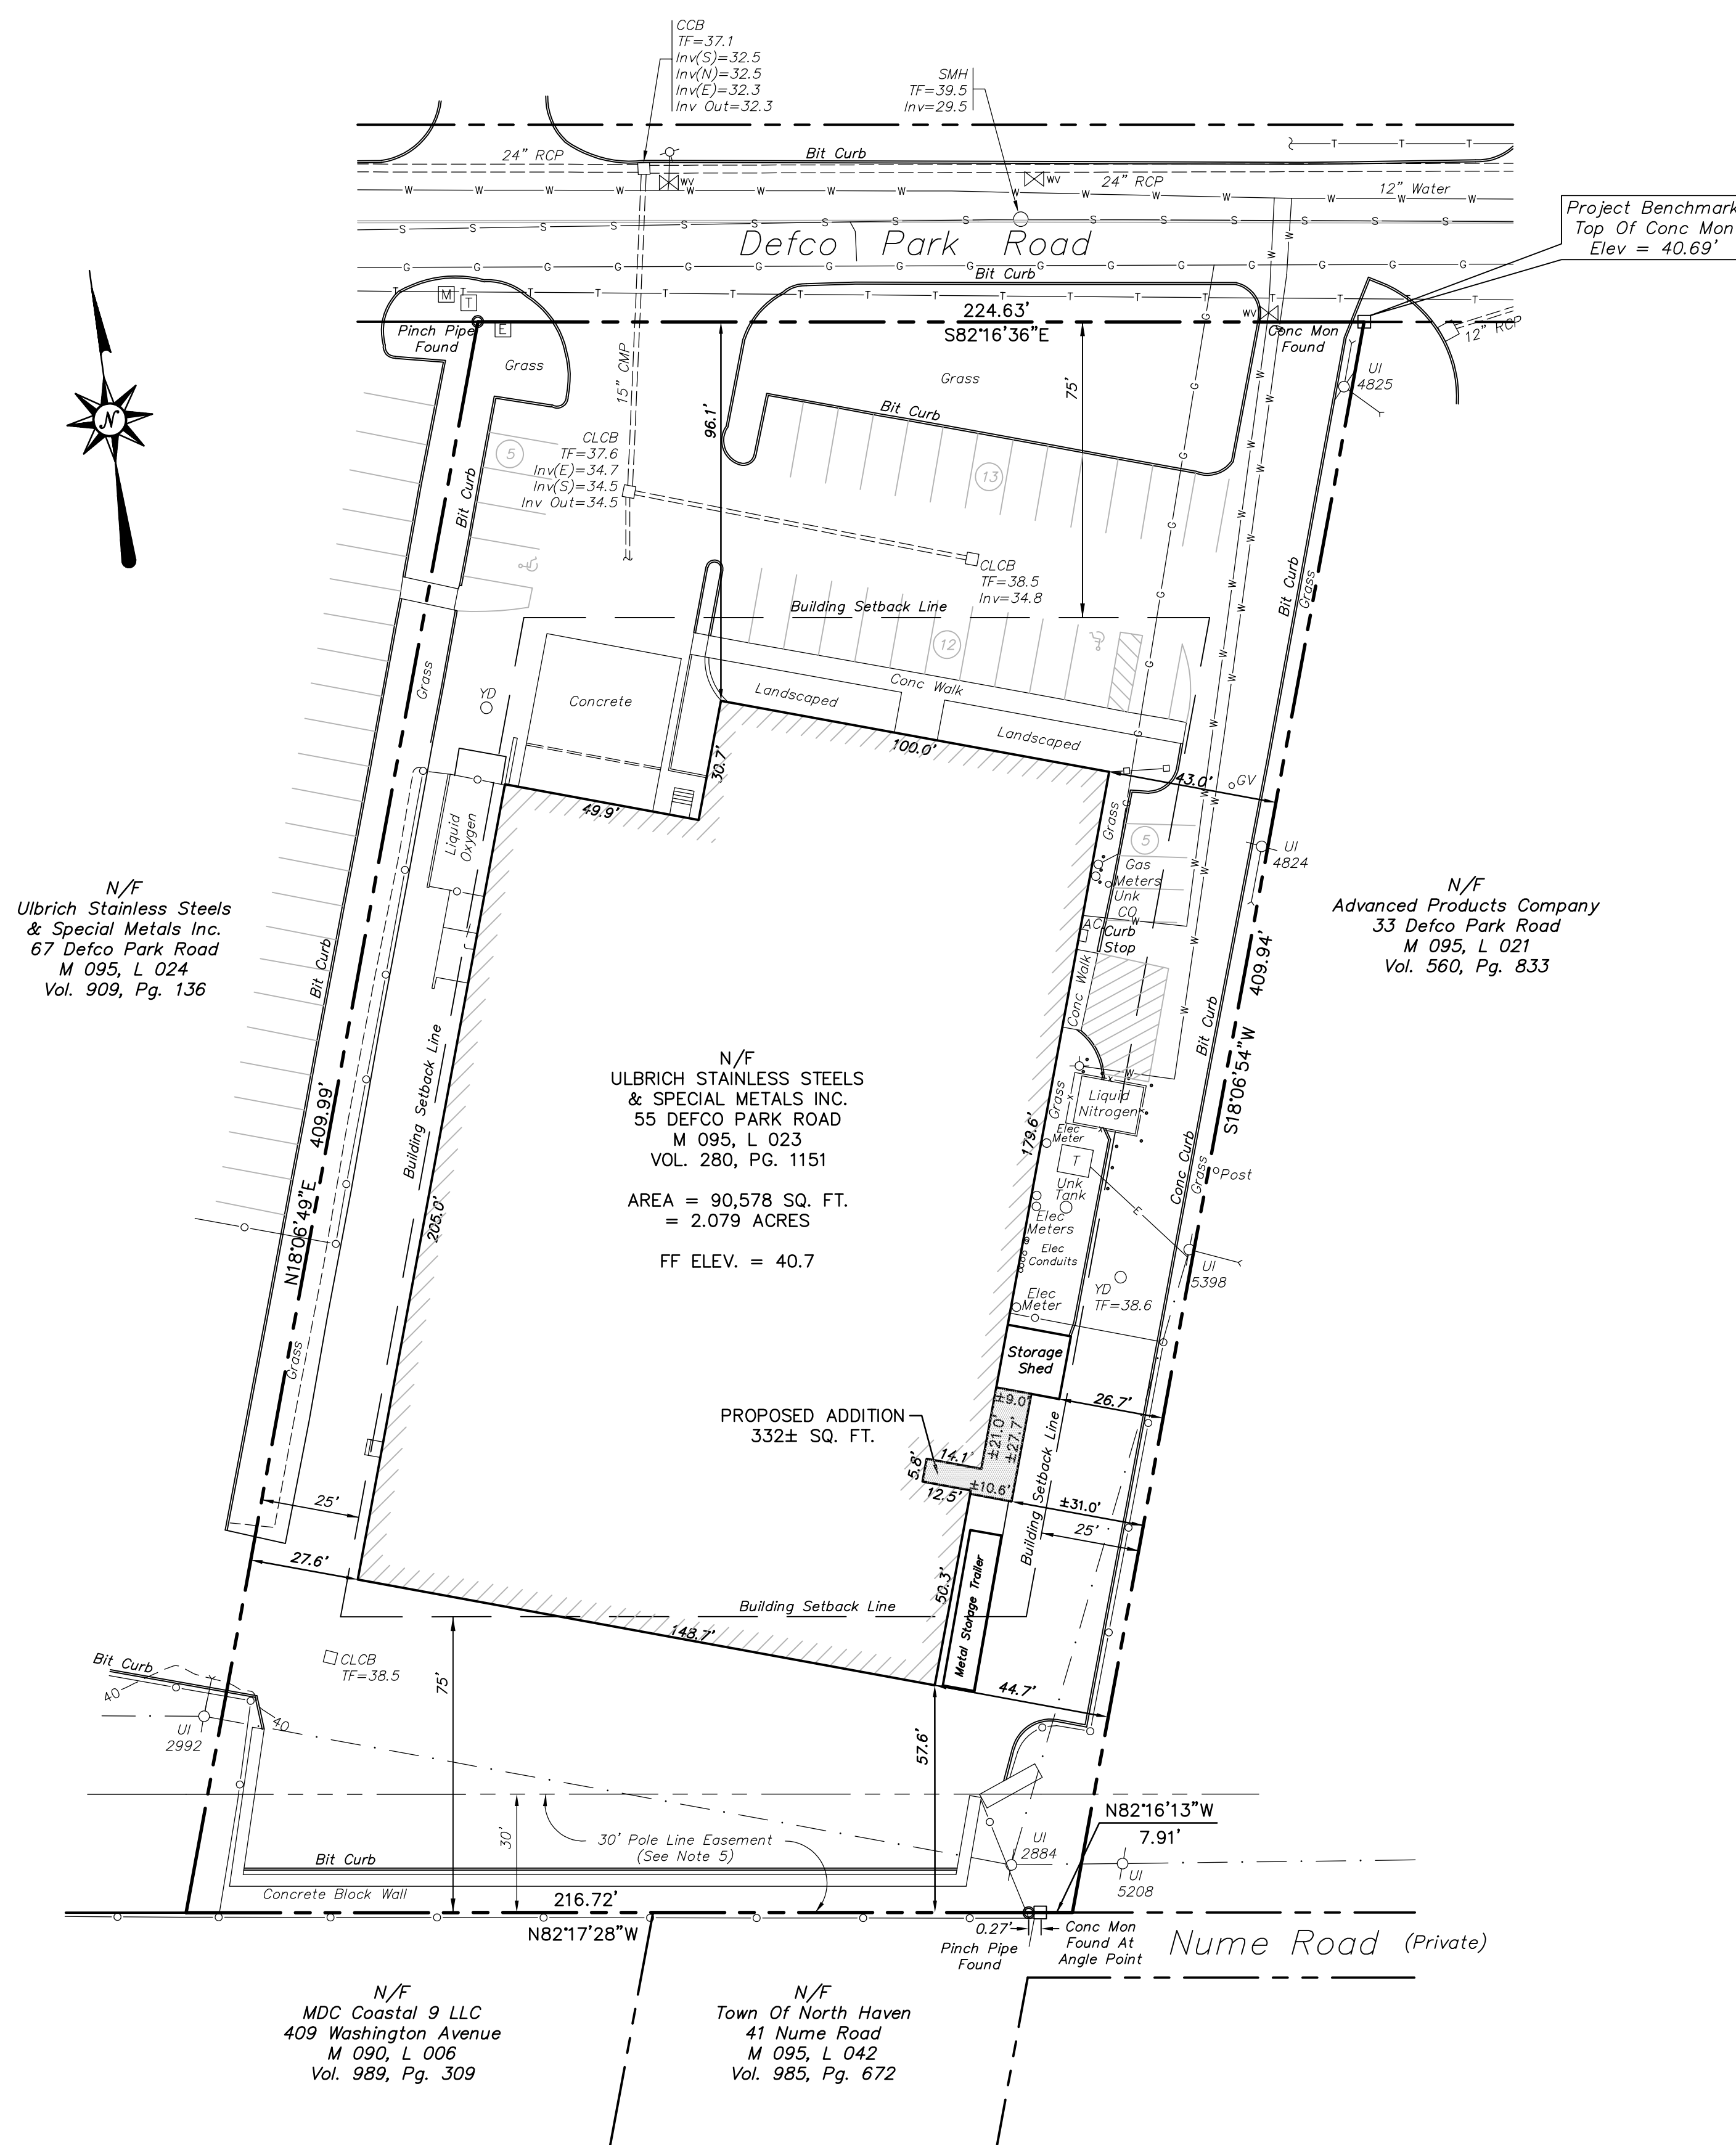 CCB
TF=37.1
Inv(S)=32.5
Inv(N)=32.5
Inv(E)=32.3
Inv Out=32.3
SMH
TF=39.5
Inv=29.5
24" RCP
Bit Curb
WV
WV
24" RCP
12" Water
Project Benchmark
Top Of Conc Mon
Elev = 40.69'
Defco Park Road
Bit Curb
M
T
E
224.63'
S82°16'36"E
WV
Pinch Pipe
Found
Conc Mon
Found
12" RCP
N
Grass
15" CMP
96.1'
Grass
75'
UI
4825
Bit Curb
5
CLCB
TF=37.6
Inv(E)=34.7
Inv(S)=34.5
Inv Out=34.5
Bit Curb
13
CLCB
TF=38.5
Inv=34.8
Bit Curb
Grass
Building Setback Line
12
Grass
YD
Concrete
Landscaped
Conc Walk
Landscaped
100.0'
30.7'
49.9'
43.0'
GV
Liquid
Oxygen
Grass
5
Gas
Meters
Unk
CO
AC
Curb
Stop
UI
4824
N/F
Ulbrich Stainless Steels
& Special Metals Inc.
67 Defco Park Road
M 095, L 024
Vol. 909, Pg. 136
N/F
Advanced Products Company
33 Defco Park Road
M 095, L 021
Vol. 560, Pg. 833
Bit Curb
Conc Walk
409.94'
S18°06'54"W
Bit Curb
N/F
ULBRICH STAINLESS STEELS
& SPECIAL METALS INC.
55 DEFCO PARK ROAD
M 095, L 023
VOL. 280, PG. 1151
AREA = 90,578 SQ. FT.
= 2.079 ACRES
FF ELEV. = 40.7
Building Setback Line
409.99'
N18°06'49"E
205.0'
179.6'
Grass
Liquid
Nitrogen
Elec
Meter
T
Unk
Tank
Elec
Meters
Elec
Conduits
Elec
Meter
Conc Curb
Grass
Post
E
UI
5398
YD
TF=38.6
Grass
Storage
Shed
26.7'
PROPOSED ADDITION
332± SQ. FT.
±9.0'
±21.0'
±27.7'
14.1'
5.8'
12.5'
±10.6'
±31.0'
25'
Building Setback Line
25'
27.6'
50.3'
Metal Storage Trailer
Building Setback Line
148.7'
44.7'
CLCB
TF=38.5
75'
57.6'
Bit Curb
40
40
UI
2992
30'
30' Pole Line Easement
(See Note 5)
UI
2884
N82°16'13"W
7.91'
UI
5208
Bit Curb
Concrete Block Wall
216.72'
N82°17'28"W
0.27'
Pinch Pipe
Found
Conc Mon
Found At
Angle Point
Nume Road (Private)
N/F
MDC Coastal 9 LLC
409 Washington Avenue
M 090, L 006
Vol. 989, Pg. 309
N/F
Town Of North Haven
41 Nume Road
M 095, L 042
Vol. 985, Pg. 672